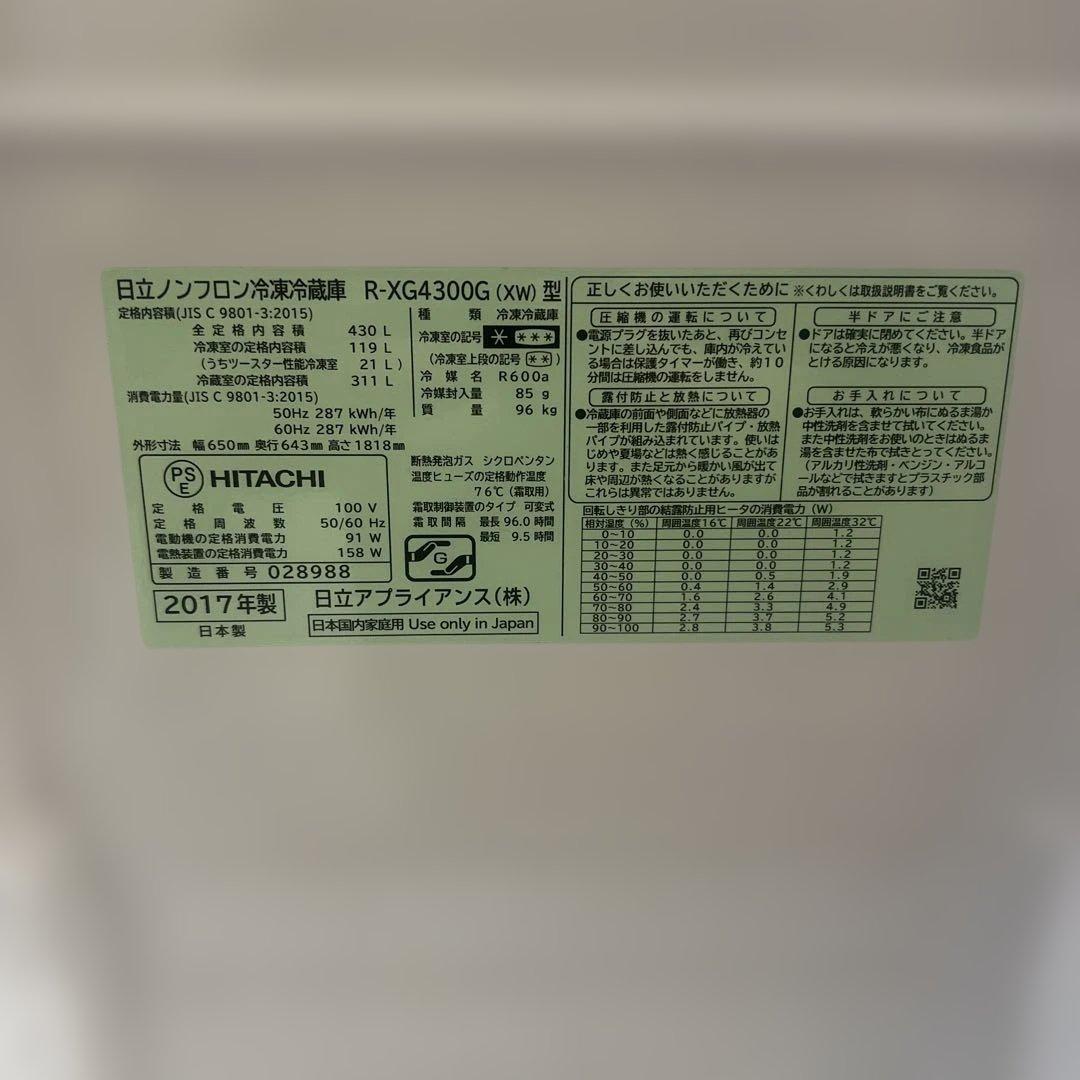 日立ノンフロン冷凍冷蔵庫 R-XG4300G (XW) 型
定格内容積(JIS C 9801-3:2015)
全定格内容積 430 L
冷凍室の定格内容積 119 L
(うちツースター性能冷凍室 21 L)
冷蔵室の定格内容積 311 L
消費電力量(JIS C 9801-3:2015)
50Hz 287 kWh/年
60Hz 287 kWh/年
外形寸法 幅650mm 奥行643mm 高さ1818mm
種類 冷凍冷蔵庫
冷凍室の記号 * ***
(冷凍室上段の記号 **)
冷媒名 R600a
冷媒封入量 85 g
質量 96 kg
PSE HITACHI
定格電圧 100 V
定格周波数 50/60 Hz
電動機の定格消費電力 91 W
電熱装置の定格消費電力 158 W
製造番号 028988
2017年製
日本製
断熱発泡ガス シクロペンタン
温度ヒューズの定格動作温度
76℃(霜取用)
霜取制御装置のタイプ 可変式
霜取間隔 最長 96.0 時間
最短 9.5 時間
G
日立アプライアンス(株)
日本国内家庭用 Use only in Japan
正しくお使いいただくために ※くわしくは取扱説明書をご覧ください。
圧縮機の運転について
●電源プラグを抜いたあと、再びコンセ
ントに差し込んでも、庫内が冷えてい
る場合は保護タイマーが働き、約10
分間は圧縮機の運転をしません。
露付防止と放熱について
●冷蔵庫の前面や側面などに放熱器の
一部を利用した露付防止パイプ・放熱
パイプが組み込まれています。使いは
じめや夏場などは熱く感じることがあ
ります。また足元から暖かい風が出て
床や周辺が熱くなることがありますが
これらは異常ではありません。
半ドアにご注意
●ドアは確実に閉めてください。半ドア
になると冷えが悪くなり、冷凍食品が
とける原因になります。
お手入れについて
●お手入れは、軟らかい布にぬるま湯か
中性洗剤を含ませて拭いてください。
また中性洗剤をお使いのときはぬるま
湯を含ませた布で拭きとってください。
(アルカリ性洗剤・ベンジン・アルコ
ールなどで拭きますとプラスチック部
品が割れることがあります)
回転しきり部の結露防止用ヒータの消費電力(W)
相対湿度(%) 周囲温度16℃ 周囲温度22℃ 周囲温度32℃
0~10 0.0 0.0 1.2
10~20 0.0 0.0 1.2
20~30 0.0 0.0 1.2
30~40 0.0 0.0 1.2
40~50 0.0 0.5 1.9
50~60 0.4 1.4 2.9
60~70 1.6 2.6 4.1
70~80 2.4 3.3 4.9
80~90 2.7 3.7 5.2
90~100 2.8 3.8 5.3